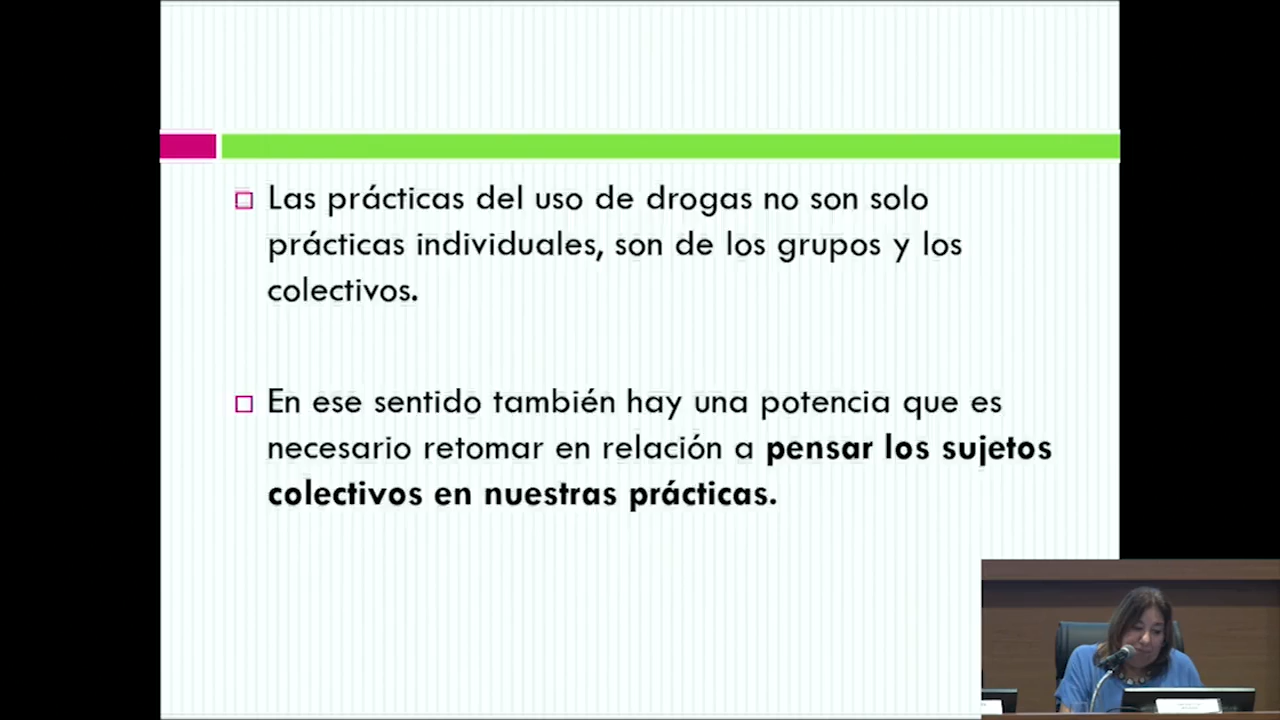 Las prácticas del uso de drogas no son solo
prácticas individuales, son de los grupos y los
colectivos.
En ese sentido también hay una potencia que es
necesario retomar en relación a pensar los sujetos
colectivos en nuestras prácticas.